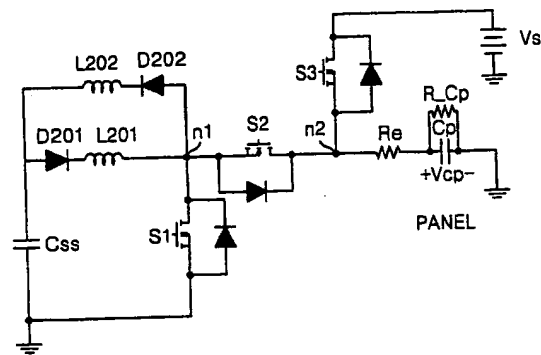 L202
D202
S3
Vs
n1
S2
n2
R_Cp
D201
L201
Re
Cp
+Vcp-
S1
PANEL
Css